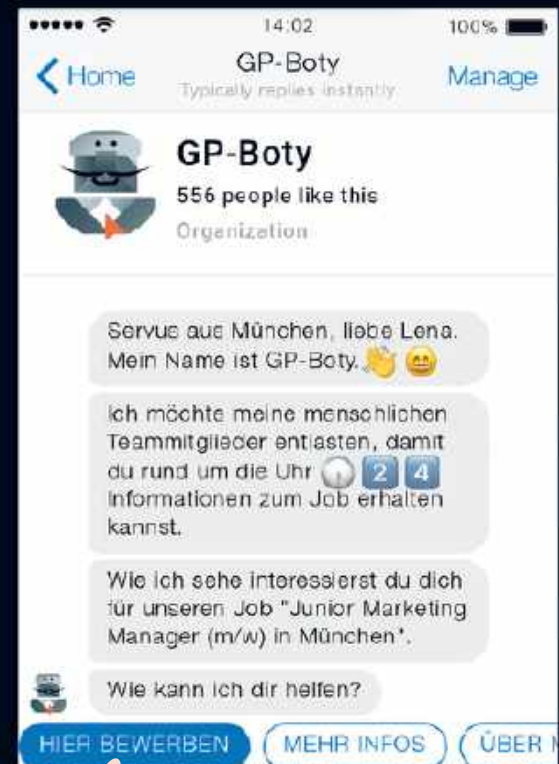 14:02
100%
Home
GP-Boty
Typically replies instantly
Manage
GP-Boty
556 people like this
Organization
Servus aus München, liebe Lena.
Mein Name ist GP-Boty. 👋 😄
Ich möchte meine menschlichen
Teammitglieder entlasten, damit
du rund um die Uhr 🕡 2️⃣ 4️⃣
Informationen zum Job erhalten
kannst.
Wie ich sehe interessierst du dich
für unseren Job "Junior Marketing
Manager (m/w) in München".
Wie kann ich dir helfen?
HIER BEWERBEN
MEHR INFOS
ÜBER